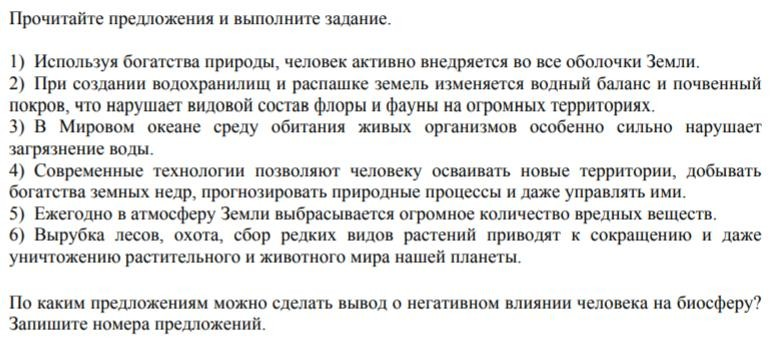 Прочитайте предложения и выполните задание.
1) Используя богатства природы, человек активно внедряется во все оболочки Земли.
2) При создании водохранилищ и распашке земель изменяется водный баланс и почвенный
покров, что нарушает видовой состав флоры и фауны на огромных территориях.
3) В Мировом океане среду обитания живых организмов особенно сильно нарушает
загрязнение воды.
4) Современные технологии позволяют человеку осваивать новые территории, добывать
богатства земных недр, прогнозировать природные процессы и даже управлять ими.
5) Ежегодно в атмосферу Земли выбрасывается огромное количество вредных веществ.
6) Вырубка лесов, охота, сбор редких видов растений приводят к сокращению и даже
уничтожению растительного и животного мира нашей планеты.
По каким предложениям можно сделать вывод о негативном влиянии человека на биосферу?
Запишите номера предложений.